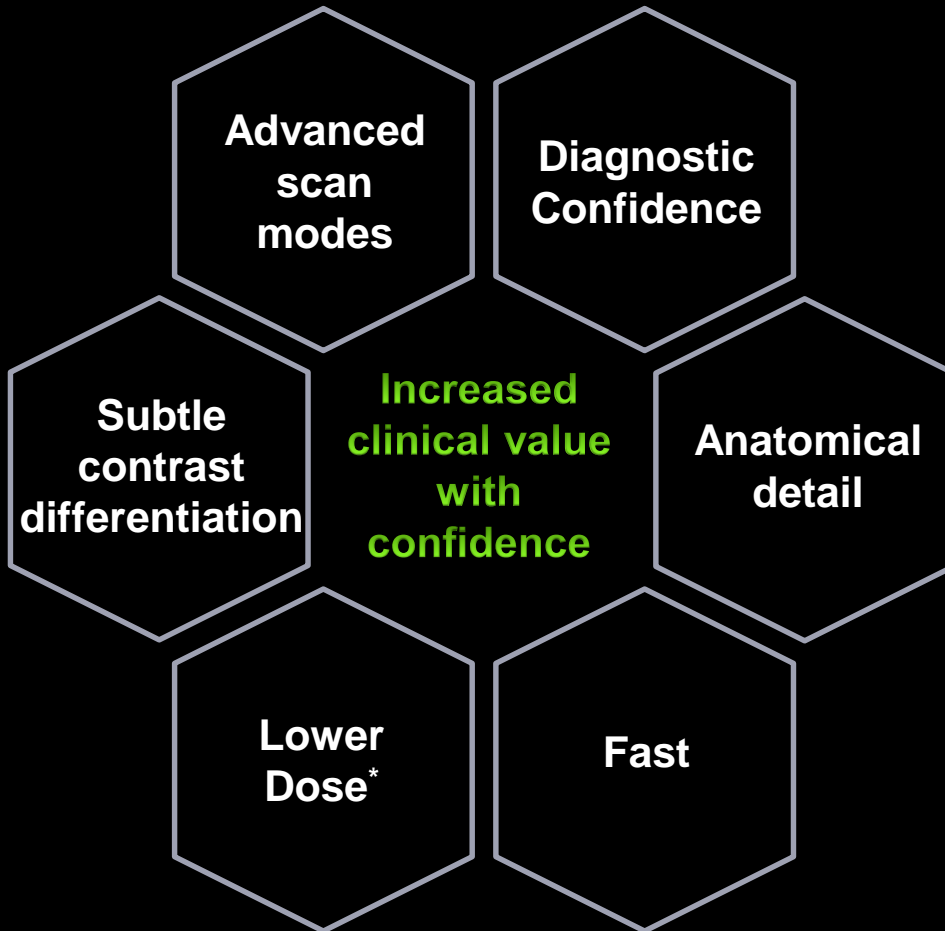 Advanced
scan
modes
Diagnostic
Confidence
Subtle
contrast
differentiation
Increased
clinical value
with
confidence
Anatomical
detail
Lower
Dose*
Fast